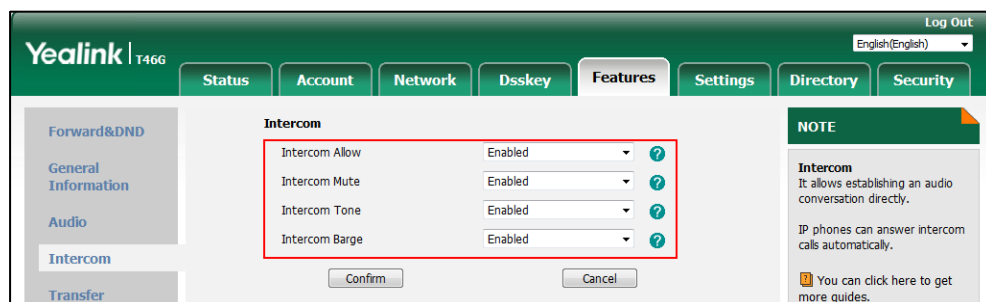 Log Out
Yealink T46G
English(English)
Status Account Network Dsskey Features Settings Directory Security
Forward&DND
General
Information
Audio
Intercom
Transfer
Intercom
Intercom Allow Enabled
Intercom Mute Enabled
Intercom Tone Enabled
Intercom Barge Enabled
Confirm Cancel
NOTE
Intercom
It allows establishing an audio
conversation directly.
IP phones can answer intercom
calls automatically.
You can click here to get
more guides.